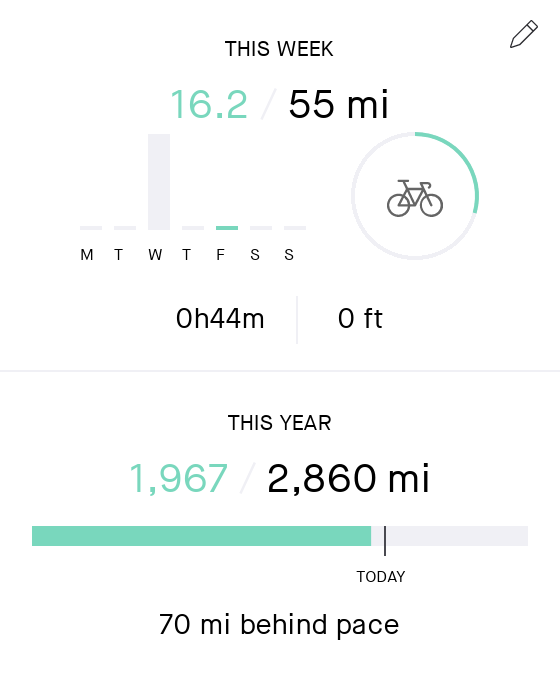 THIS WEEK
16.2 / 55 mi
M T W T F S S
0h44m 0 ft
THIS YEAR
1,967 / 2,860 mi
TODAY
70 mi behind pace